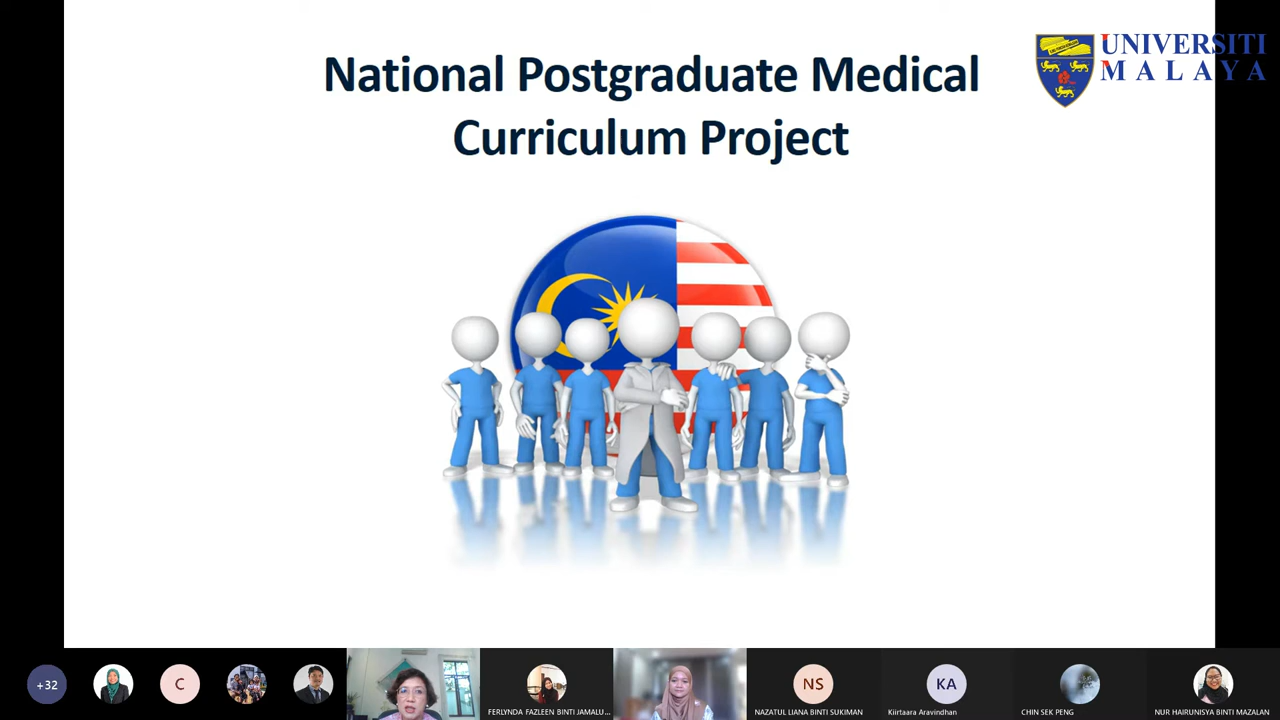 National Postgraduate Medical
Curriculum Project
UNIVERSITI
MALAYA
+32
C
FERLYNDA FAZLEEN BINTI JAMALU...
NS
NAZATUL LIANA BINTI SUKIMAN
KA
Kiirtaara Aravindhan
CHIN SEK PENG
NUR HAIRUNISYA BINTI MAZALAN